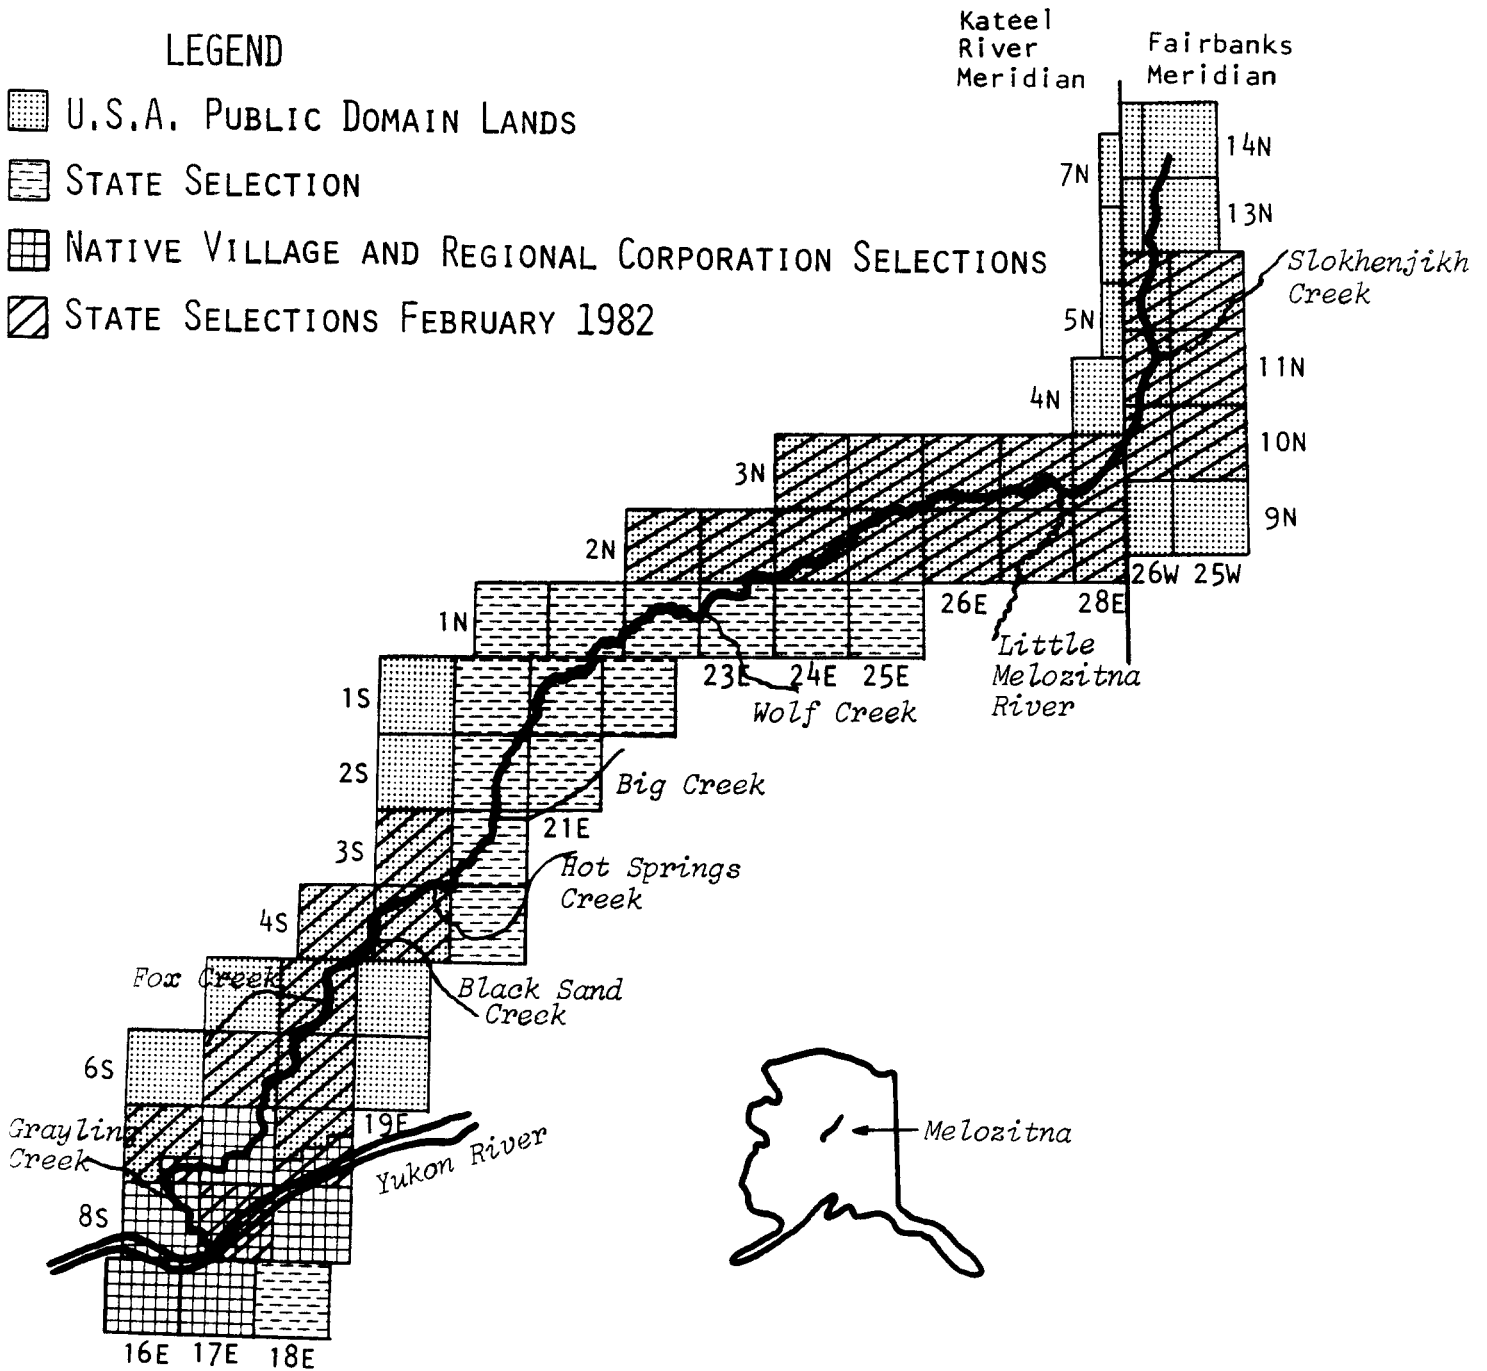 LEGEND
U.S.A. PUBLIC DOMAIN LANDS
STATE SELECTION
NATIVE VILLAGE AND REGIONAL CORPORATION SELECTIONS
STATE SELECTIONS FEBRUARY 1982
Kateel
River
Meridian
Fairbanks
Meridian
14N
7N
13N
Slokhenjikh
Creek
5N
11N
4N
10N
3N
9N
2N
26W 25W
26E
28E
1N
Little
Melozitna
River
23E
24E
25E
Wolf Creek
1S
2S
Big Creek
21E
3S
Hot Springs
Creek
4S
Fox Creek
Black Sand
Creek
6S
19E
Grayling
Creek
Yukon River
Melozitna
8S
16E 17E 18E